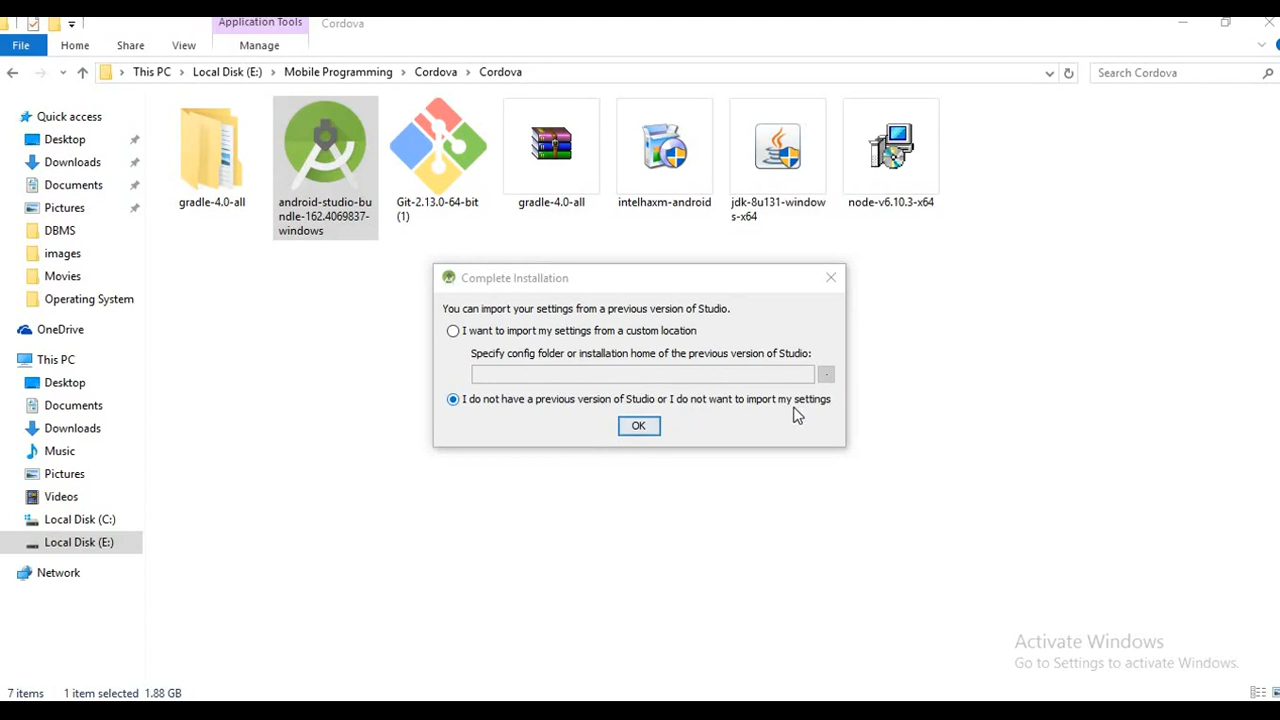 Application Tools
Cordova
File
Home
Share
View
Manage
This PC
Local Disk (E:)
Mobile Programming
Cordova
Cordova
Search Cordova
Quick access
Desktop
Downloads
Documents
Pictures
DBMS
images
Movies
Operating System
OneDrive
This PC
Desktop
Documents
Downloads
Music
Pictures
Videos
Local Disk (C:)
Local Disk (E:)
Network
gradle-4.0-all
android-studio-bu
ndle-162.4069837-
windows
Git-2.13.0-64-bit
(1)
gradle-4.0-all
intelhaxm-android
jdk-8u131-window
s-x64
node-v6.10.3-x64
Complete Installation
You can import your settings from a previous version of Studio.
I want to import my settings from a custom location
Specify config folder or installation home of the previous version of Studio:
I do not have a previous version of Studio or I do not want to import my settings
OK
Activate Windows
Go to Settings to activate Windows.
7 items
1 item selected 1.88 GB